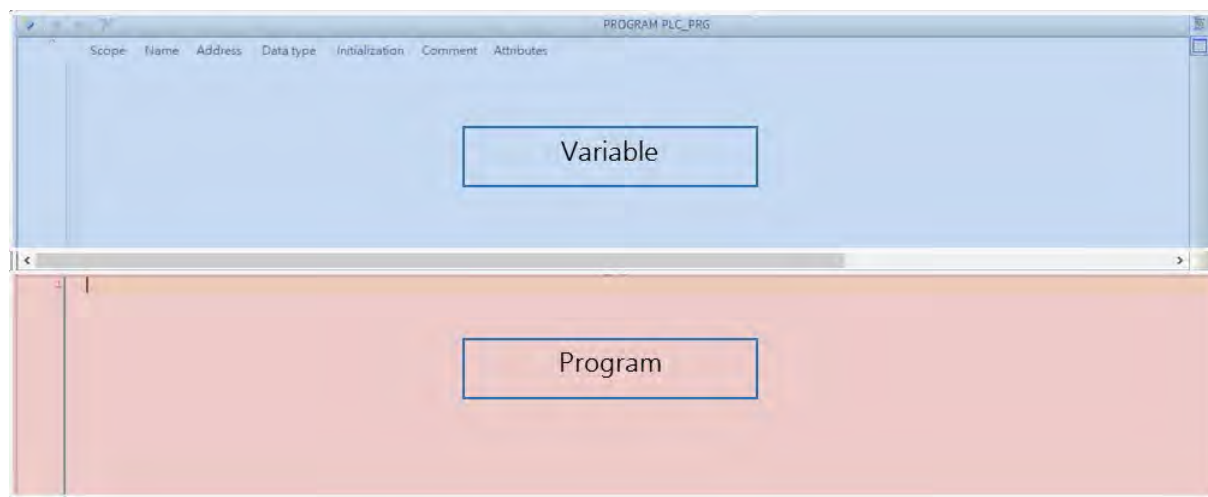 PROGRAM PLC_PRG
Scope Name Address Data type Initialization Comment Attributes
Variable
1
Program